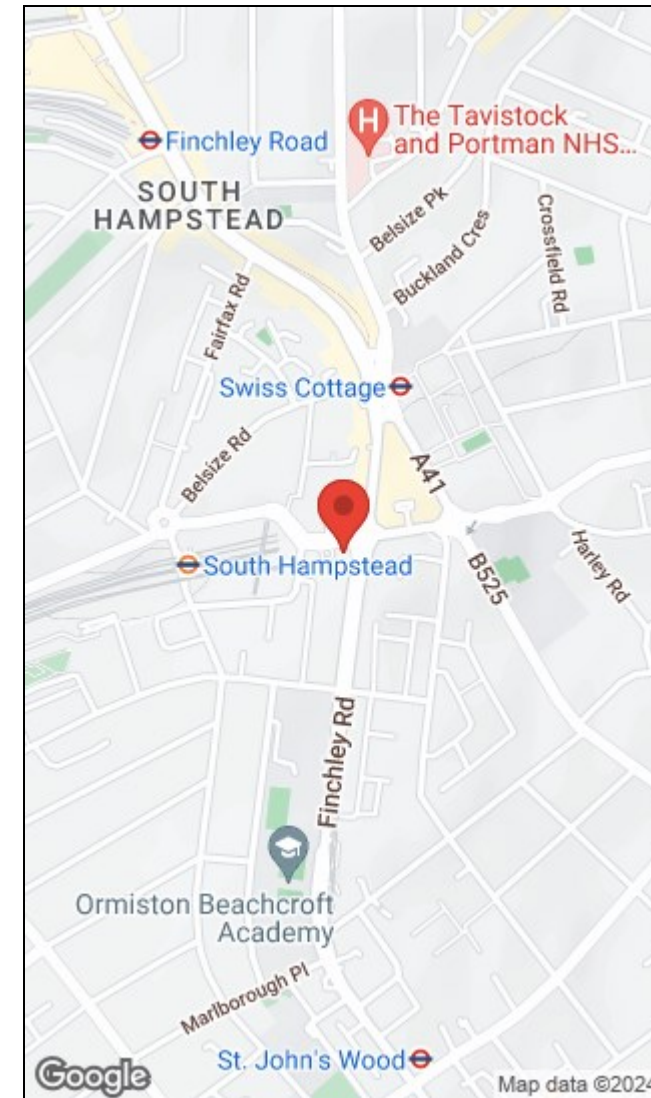 H
The Tavistock
and Portman NHS...
Finchley Road
SOUTH
HAMPSTEAD
Belsize Pk
Buckland Cres
Crossfield Rd
Fairfax Rd
Swiss Cottage
A41
Belsize Rd
South Hampstead
B525
Harley Rd
Finchley Rd
Ormiston Beachcroft
Academy
Marlborough Pl
St. John's Wood
Google
Map data ©2024